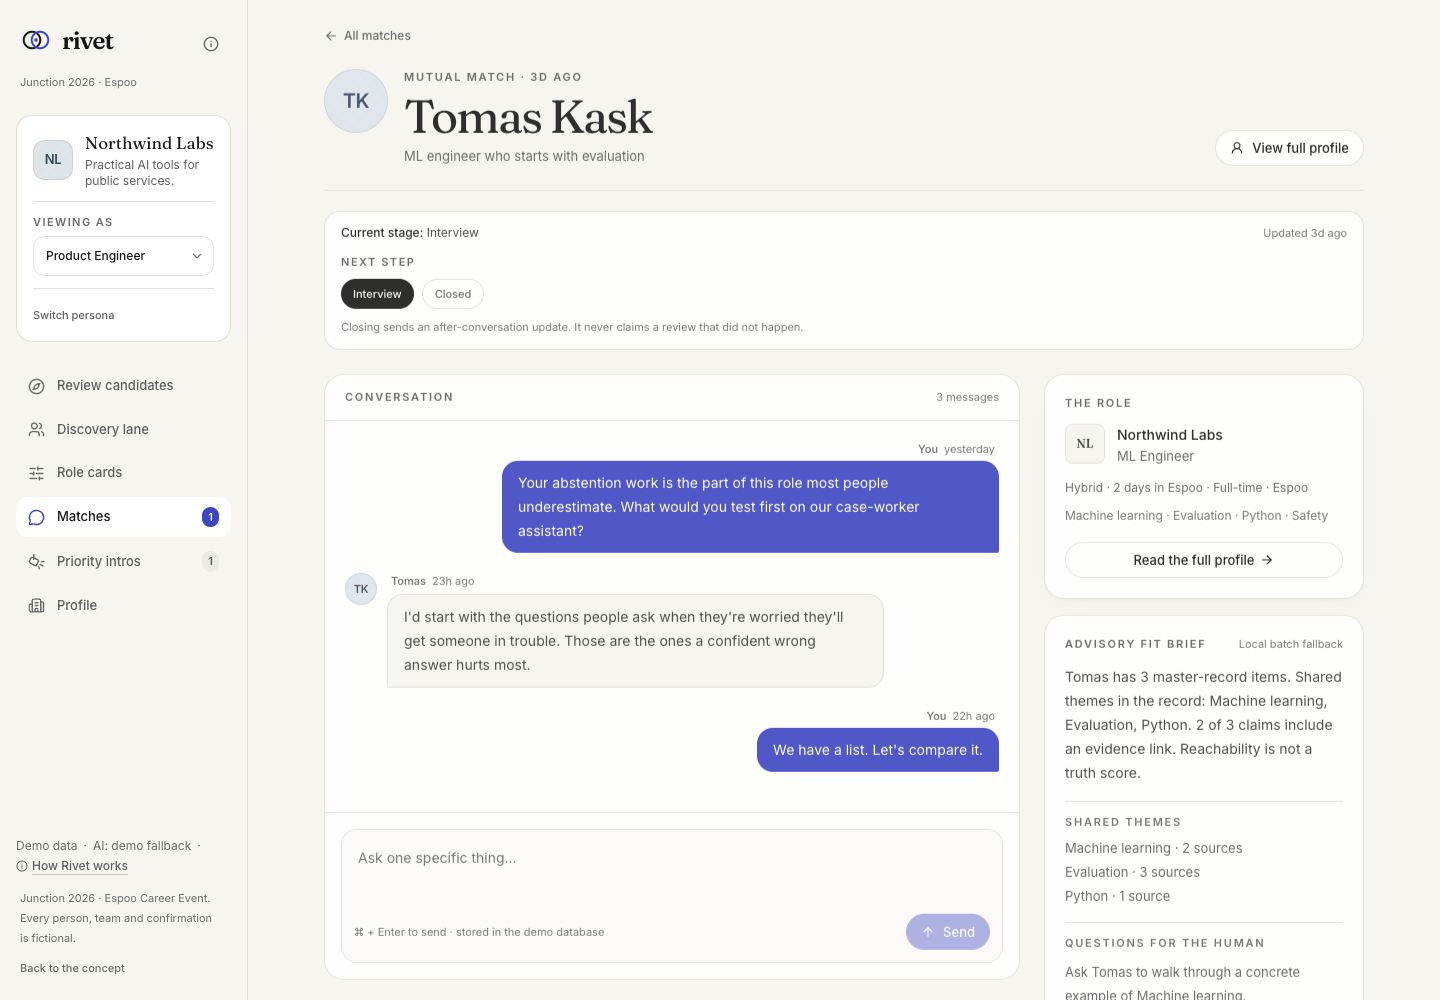 rivet
Junction 2026 · Espoo
NL
Northwind Labs
Practical AI tools for
public services.
VIEWING AS
Product Engineer
Switch persona
Review candidates
Discovery lane
Role cards
Matches 1
Priority intros 1
Profile
Demo data · AI: demo fallback ·
How Rivet works
Junction 2026 · Espoo Career Event.
Every person, team and confirmation
is fictional.
Back to the concept
← All matches
TK
MUTUAL MATCH · 3D AGO
Tomas Kask
ML engineer who starts with evaluation
View full profile
Current stage: Interview
Updated 3d ago
NEXT STEP
Interview Closed
Closing sends an after-conversation update. It never claims a review that did not happen.
CONVERSATION
3 messages
You yesterday
Your abstention work is the part of this role most people
underestimate. What would you test first on our case-worker
assistant?
TK
Tomas 23h ago
I'd start with the questions people ask when they're worried they'll
get someone in trouble. Those are the ones a confident wrong
answer hurts most.
You 22h ago
We have a list. Let's compare it.
Ask one specific thing...
⌘ + Enter to send · stored in the demo database
↑ Send
THE ROLE
NL
Northwind Labs
ML Engineer
Hybrid · 2 days in Espoo · Full-time · Espoo
Machine learning · Evaluation · Python · Safety
Read the full profile →
ADVISORY FIT BRIEF
Local batch fallback
Tomas has 3 master-record items. Shared
themes in the record: Machine learning,
Evaluation, Python. 2 of 3 claims include
an evidence link. Reachability is not a
truth score.
SHARED THEMES
Machine learning · 2 sources
Evaluation · 3 sources
Python · 1 source
QUESTIONS FOR THE HUMAN
Ask Tomas to walk through a concrete
example of Machine learning.